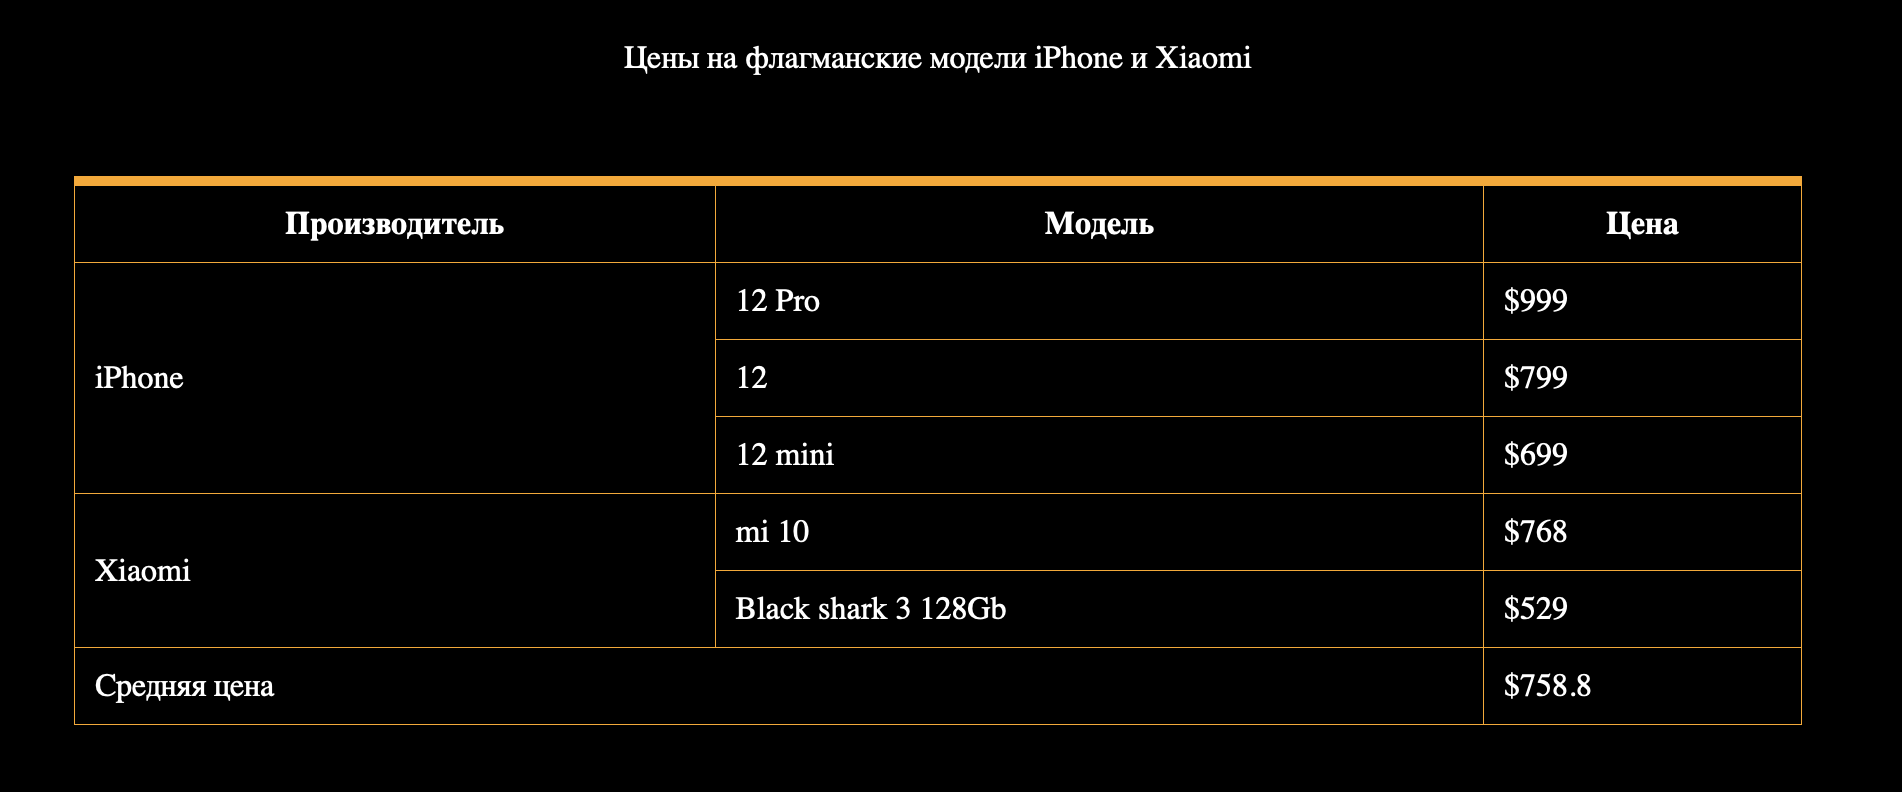 Цены на флагманские модели iPhone и Xiaomi
Производитель Модель Цена
iPhone 12 Pro $999
12 $799
12 mini $699
Xiaomi mi 10 $768
Black shark 3 128Gb $529
Средняя цена $758.8